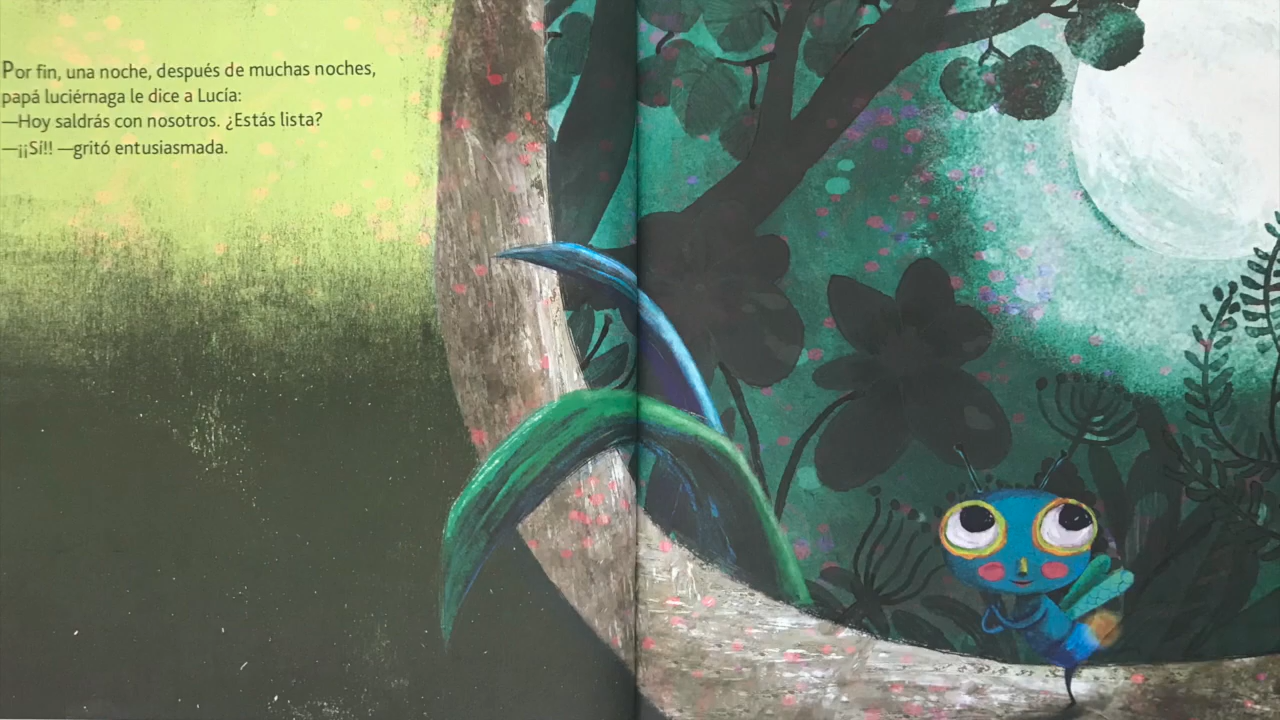 Por fin, una noche, después de muchas noches,
papá luciérnaga le dice a Lucía:
—Hoy saldrás con nosotros. ¿Estás lista?
—¡¡Sí!! —gritó entusiasmada.